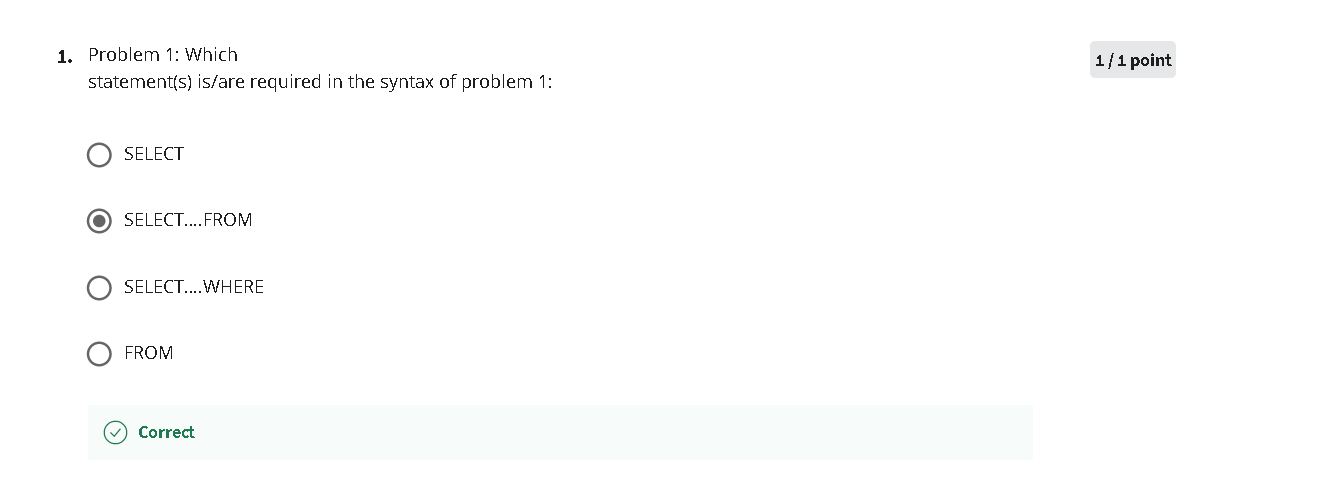 1. Problem 1: Which
statement(s) is/are required in the syntax of problem 1:
1 / 1 point
SELECT
SELECT....FROM
SELECT....WHERE
FROM
Correct